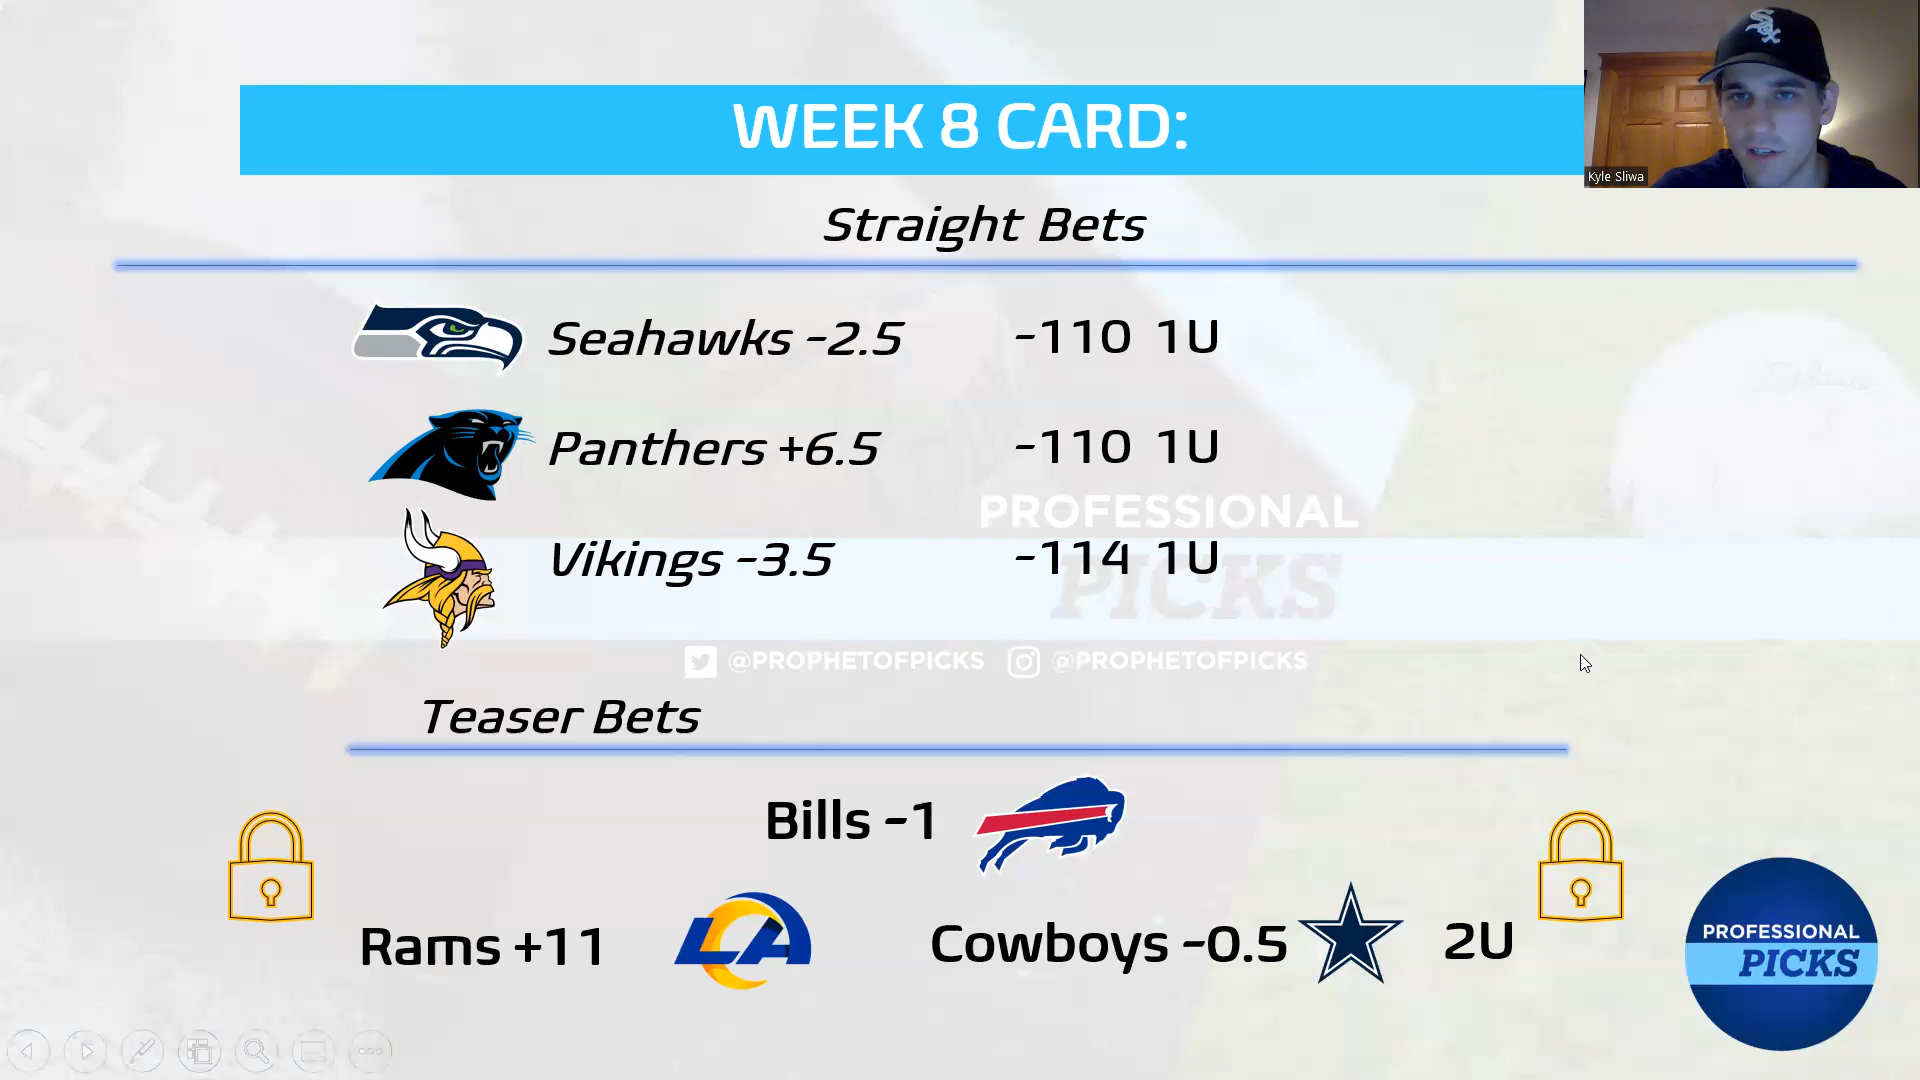 WEEK 8 CARD:
Kyle Sliwa
Straight Bets
Seahawks -2.5 -110 1U
Panthers +6.5 -110 1U
PROFESSIONAL
Vikings -3.5 -114 1U
PICKS
@PROPHETOFPICKS @PROPHETOFPICKS
Teaser Bets
Bills -1
Rams +11 LA Cowboys -0.5 2U
PROFESSIONAL
PICKS